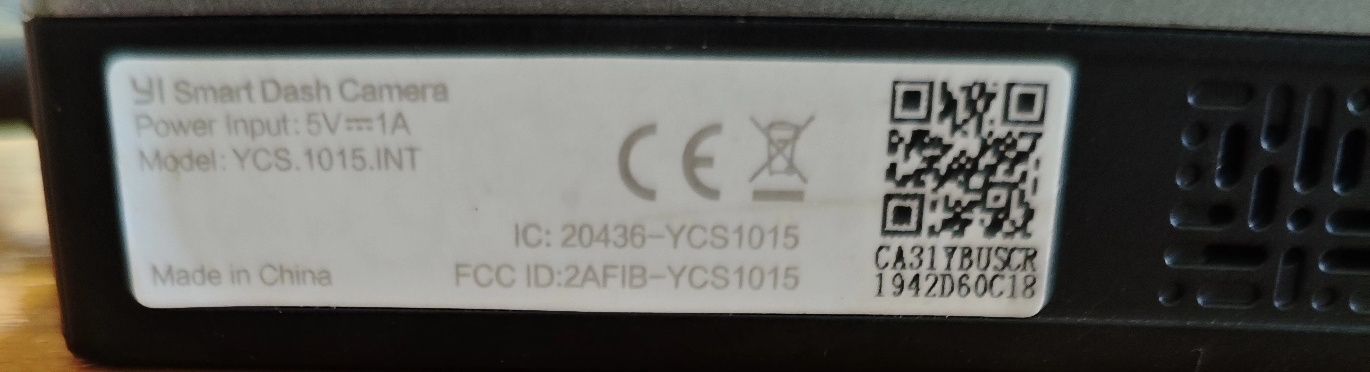 YI Smart Dash Camera
Power Input: 5V⎓1A
Model: YCS.1015.INT
CE
IC: 20436-YCS1015
Made in China
FCC ID:2AFIB-YCS1015
CA31YBUSCR
1942D60C18